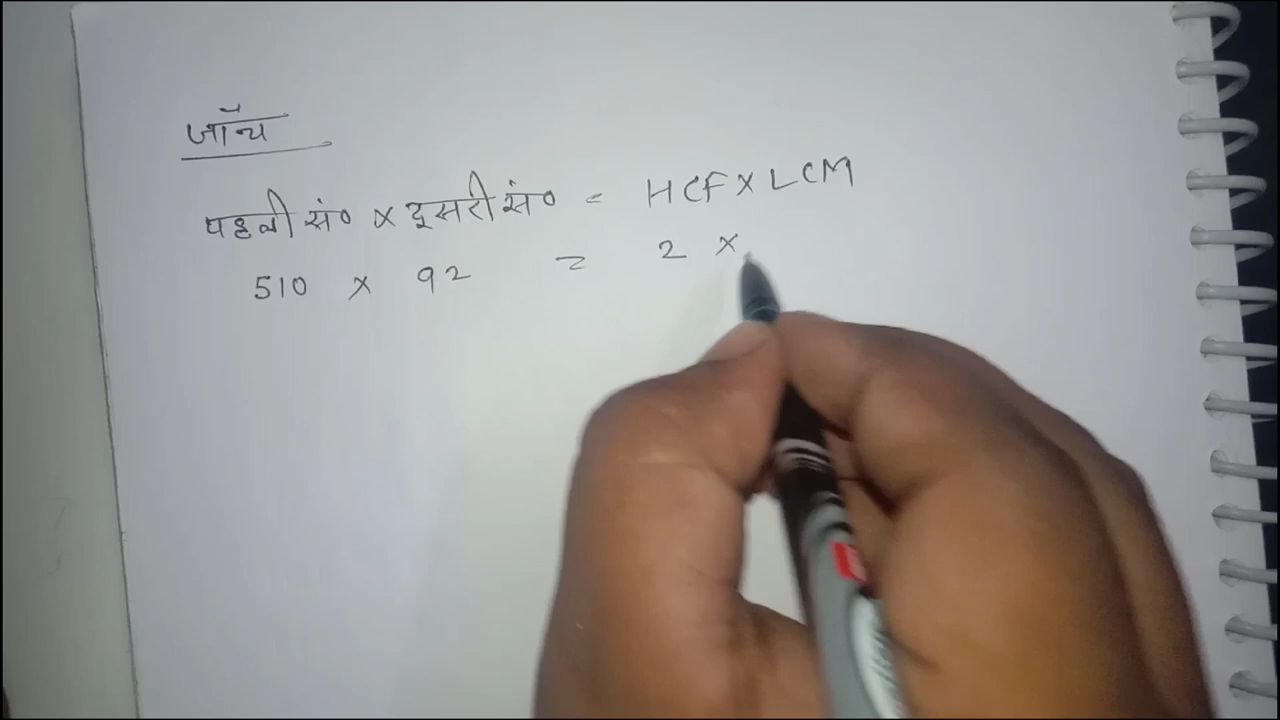 जाँच
पहली सं० × दूसरी सं० = HCF × LCM
510 × 92 = 2 ×